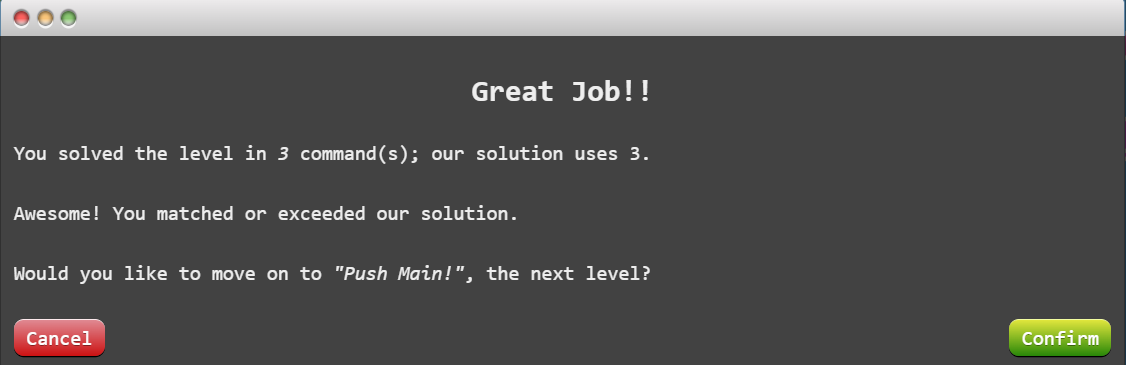 Great Job!!
You solved the level in 3 command(s); our solution uses 3.
Awesome! You matched or exceeded our solution.
Would you like to move on to "Push Main!", the next level?
Cancel
Confirm